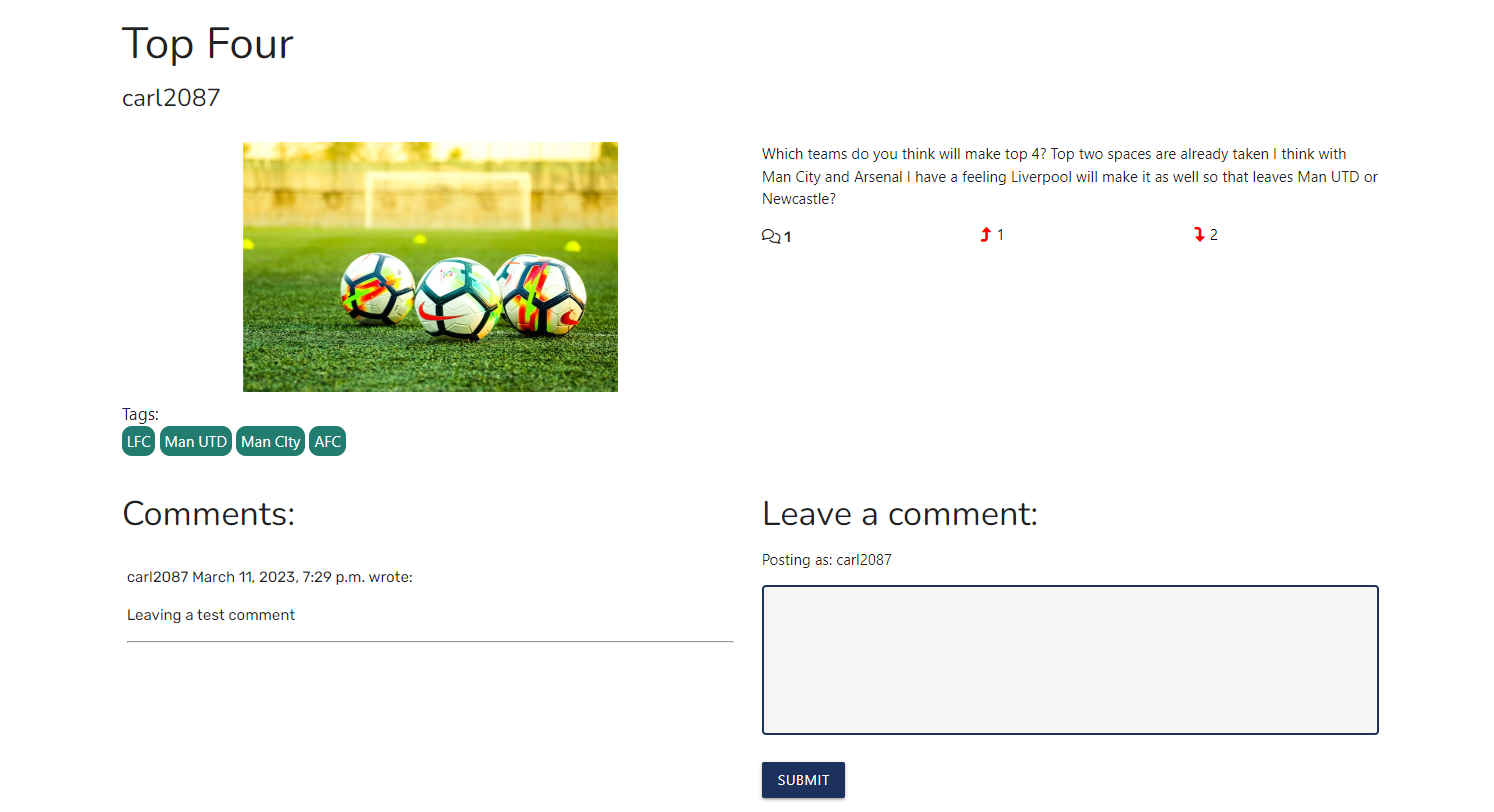 Top Four
carl2087
Which teams do you think will make top 4? Top two spaces are already taken I think with
Man City and Arsenal I have a feeling Liverpool will make it as well so that leaves Man UTD or
Newcastle?
1 1 2
Tags:
LFC Man UTD Man CIty AFC
Comments:
carl2087 March 11, 2023, 7:29 p.m. wrote:
Leaving a test comment
Leave a comment:
Posting as: carl2087
SUBMIT